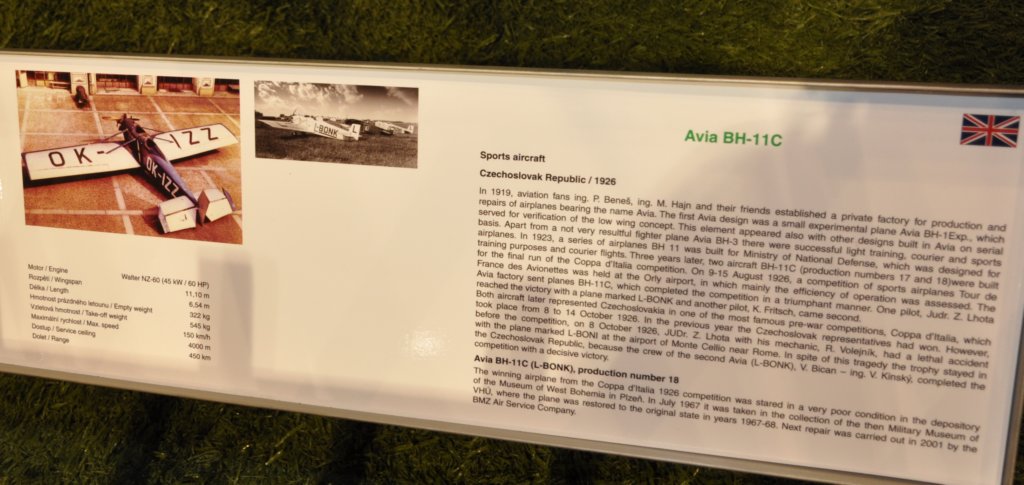 OK-IZZ
OK-IZZ
L-BONK
L
Motor / Engine Walter NZ-60 (45 kW / 60 HP)
Rozpětí / Wingspan 11,10 m
Délka / Length 6,54 m
Hmotnost prázdného letounu / Empty weight 322 kg
Vzletová hmotnost / Take-off weight 545 kg
Maximální rychlost / Max. speed 150 km/h
Dostup / Service ceiling 4000 m
Dolet / Range 450 km
Avia BH-11C
Sports aircraft
Czechoslovak Republic / 1926
In 1919, aviation fans ing. P. Beneš, ing. M. Hajn and their friends established a private factory for production and
repairs of airplanes bearing the name Avia. The first Avia design was a small experimental plane Avia BH-1Exp., which
served for verification of the low wing concept. This element appeared also with other designs built in Avia on serial
basis. Apart from a not very resultful fighter plane Avia BH-3 there were successful light training, courier and sports
airplanes. In 1923, a series of airplanes BH 11 was built for Ministry of National Defense, which was designed for
training purposes and courier flights. Three years later, two aircraft BH-11C (production numbers 17 and 18)were built
for the final run of the Coppa d'Italia competition. On 9-15 August 1926, a competition of sports airplanes Tour de
France des Avionettes was held at the Orly airport, in which mainly the efficiency of operation was assessed. The
Avia factory sent planes BH-11C, which completed the competition in a triumphant manner. One pilot, Judr. Z. Lhota
reached the victory with a plane marked L-BONK and another pilot, K. Fritsch, came second.
Both aircraft later represented Czechoslovakia in one of the most famous pre-war competitions, Coppa d'Italia, which
took place from 8 to 14 October 1926. In the previous year the Czechoslovak representatives had won. However,
before the competition, on 8 October 1926, JUDr. Z. Lhota with his mechanic, R. Volejník, had a lethal accident
with the plane marked L-BONI at the airport of Monte Cellio near Rome. In spite of this tragedy the trophy stayed in
the Czechoslovak Republic, because the crew of the second Avia (L-BONK), V. Bican – ing. V. Kinský, completed the
competition with a decisive victory.
Avia BH-11C (L-BONK), production number 18
The winning airplane from the Coppa d'Italia 1926 competition was stared in a very poor condition in the depository
of the Museum of West Bohemia in Plzeň. In July 1967 it was taken in the collection of the then Military Museum of
VHÚ, where the plane was restored to the original state in years 1967-68. Next repair was carried out in 2001 by the
BMZ Air Service Company.